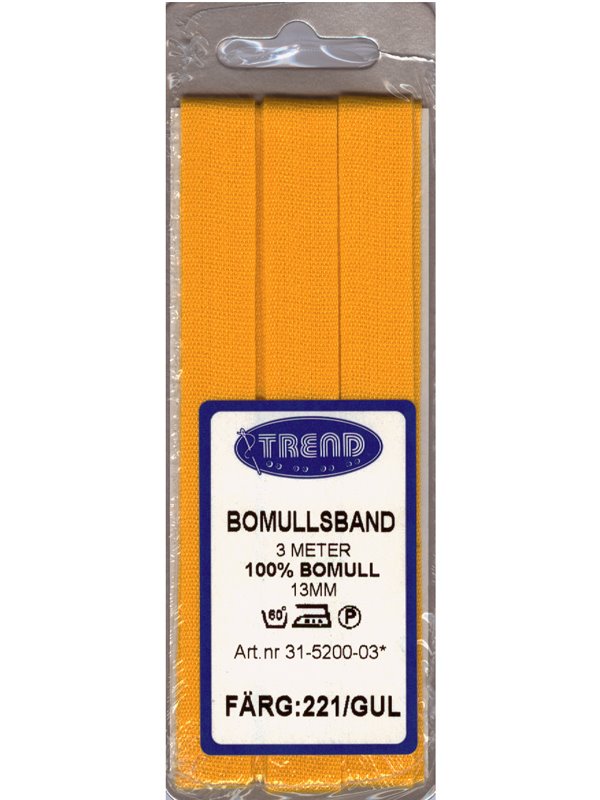 TREND
BOMULLSBAND
3 METER
100% BOMULL
13MM
60° P
Art.nr 31-5200-03*
FÄRG:221/GUL